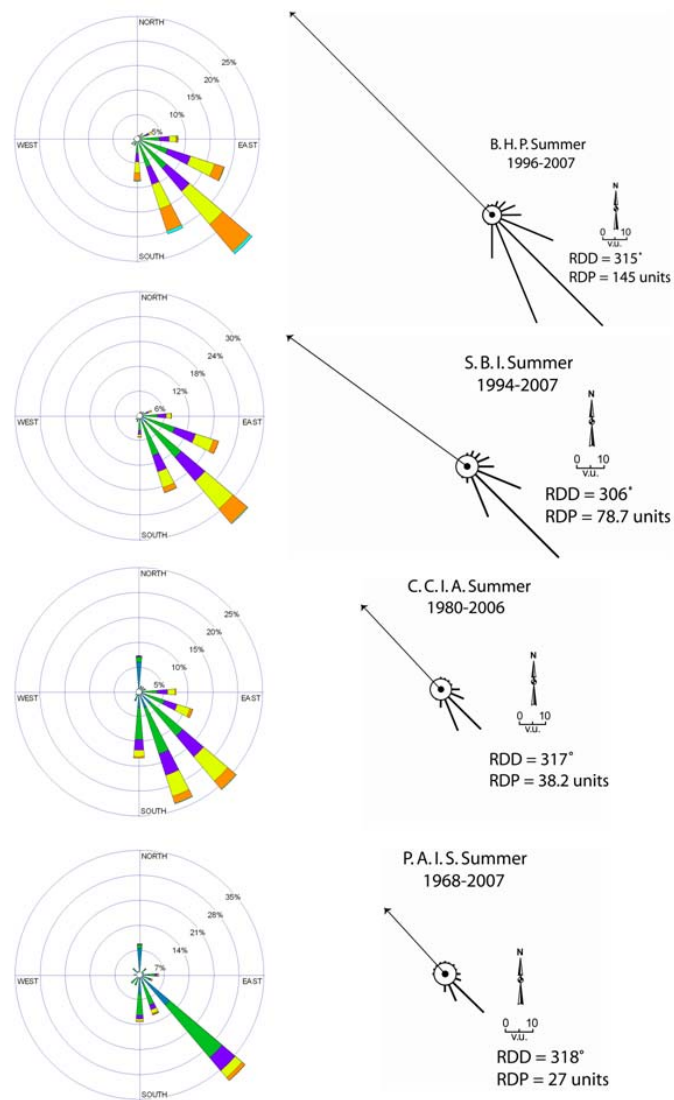 NORTH
25%
20%
15%
10%
5%
WEST
EAST
SOUTH
B. H. P. Summer
1996-2007
N
0 10
v.u.
RDD = 315°
RDP = 145 units
NORTH
30%
24%
18%
12%
6%
WEST
EAST
SOUTH
S. B. I. Summer
1994-2007
N
0 10
v.u.
RDD = 306°
RDP = 78.7 units
NORTH
25%
20%
15%
10%
5%
WEST
EAST
SOUTH
C. C. I. A. Summer
1980-2006
N
0 10
v.u.
RDD = 317°
RDP = 38.2 units
NORTH
35%
28%
21%
14%
7%
WEST
EAST
SOUTH
P. A. I. S. Summer
1968-2007
N
0 10
v.u.
RDD = 318°
RDP = 27 units